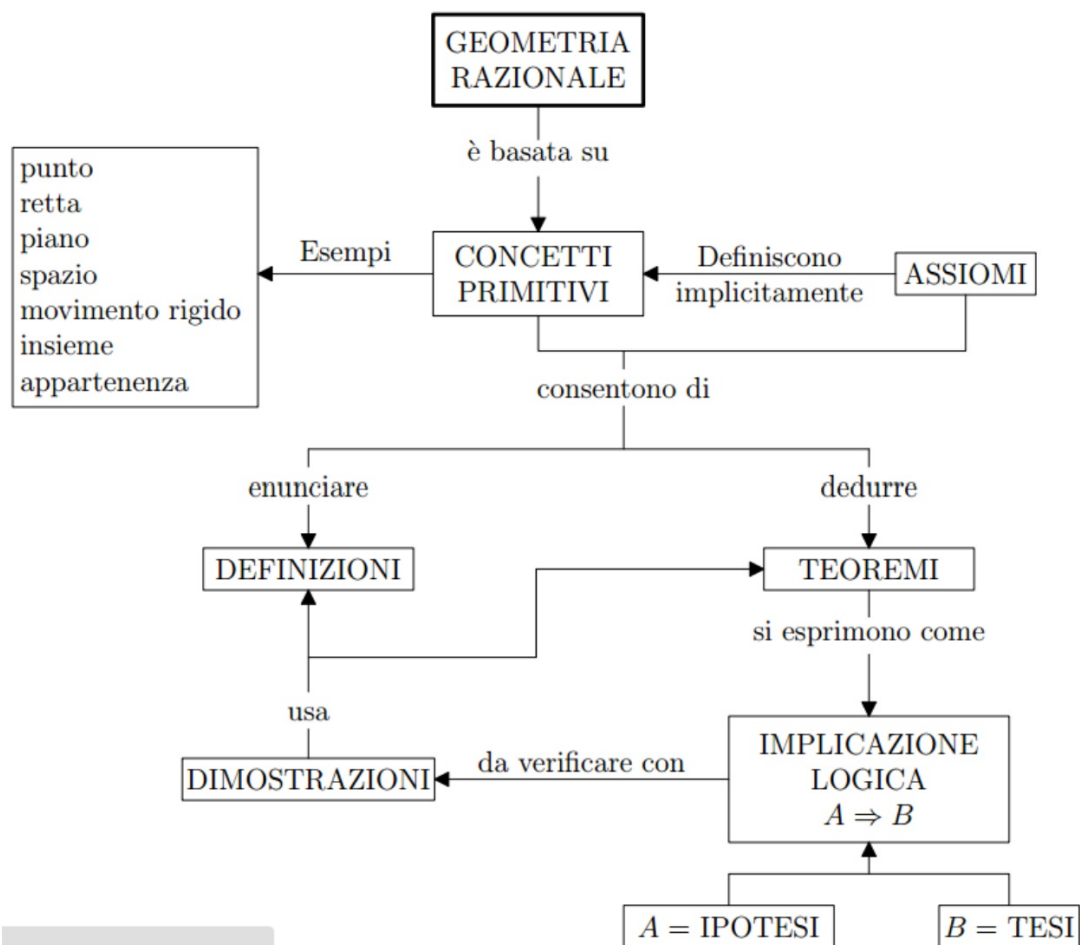 GEOMETRIA
RAZIONALE
è basata su
punto
retta
piano
spazio
movimento rigido
insieme
appartenenza
Esempi
CONCETTI
PRIMITIVI
Definiscono
implicitamente
ASSIOMI
consentono di
enunciare
dedurre
DEFINIZIONI
TEOREMI
si esprimono come
usa
IMPLICAZIONE
LOGICA
A ⇒ B
da verificare con
DIMOSTRAZIONI
A = IPOTESI
B = TESI